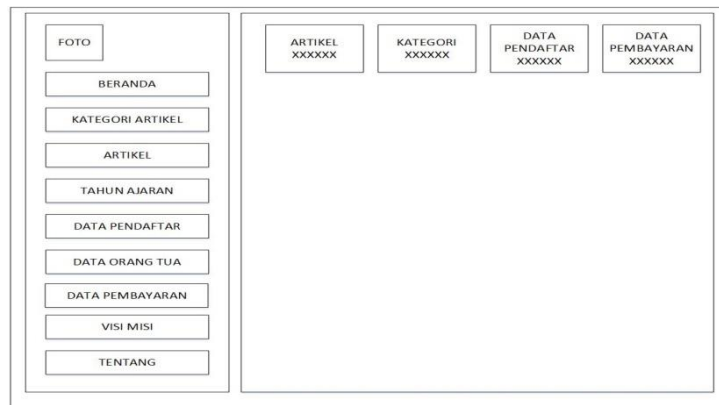 FOTO
BERANDA
KATEGORI ARTIKEL
ARTIKEL
TAHUN AJARAN
DATA PENDAFTAR
DATA ORANG TUA
DATA PEMBAYARAN
VISI MISI
TENTANG
ARTIKEL
XXXXXX
KATEGORI
XXXXXX
DATA
PENDAFTAR
XXXXXX
DATA
PEMBAYARAN
XXXXXX